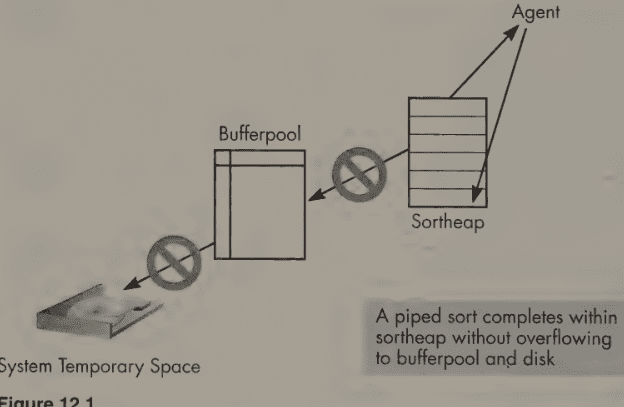 Agent
Bufferpool
Sortheap
A piped sort completes within
sortheap without overflowing
to bufferpool and disk
System Temporary Space
Figure 12.1